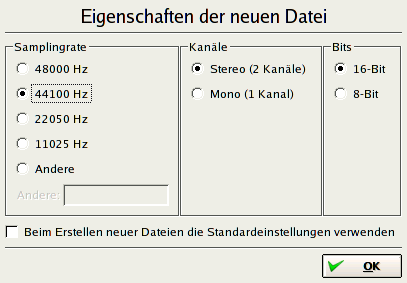 Eigenschaften der neuen Datei
Samplingrate
48000 Hz
44100 Hz
22050 Hz
11025 Hz
Andere
Andere:
Kanäle
Stereo (2 Kanäle)
Mono (1 Kanal)
Bits
16-Bit
8-Bit
Beim Erstellen neuer Dateien die Standardeinstellungen verwenden
OK